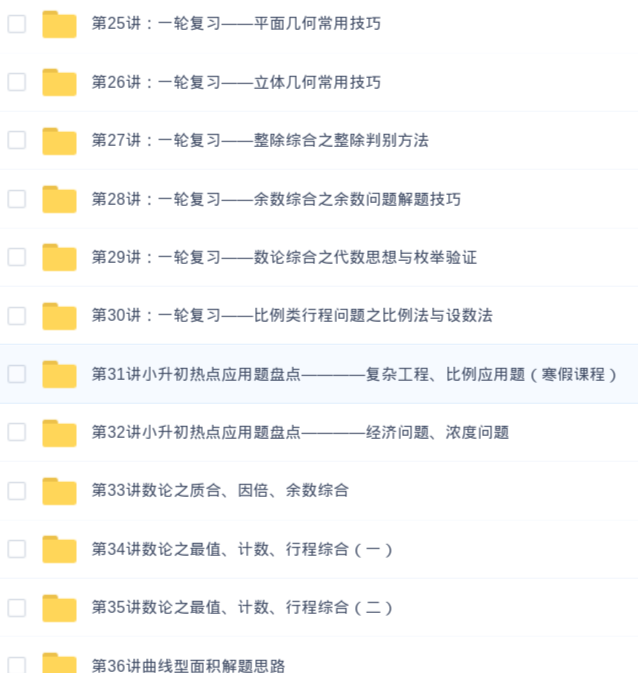 第25讲：一轮复习——平面几何常用技巧
第26讲：一轮复习——立体几何常用技巧
第27讲：一轮复习——整除综合之整除判别方法
第28讲：一轮复习——余数综合之余数问题解题技巧
第29讲：一轮复习——数论综合之代数思想与枚举验证
第30讲：一轮复习——比例类行程问题之比例法与设数法
第31讲小升初热点应用题盘点————复杂工程、比例应用题（寒假课程）
第32讲小升初热点应用题盘点————经济问题、浓度问题
第33讲数论之质合、因倍、余数综合
第34讲数论之最值、计数、行程综合（一）
第35讲数论之最值、计数、行程综合（二）
第36讲曲线型面积解题思路